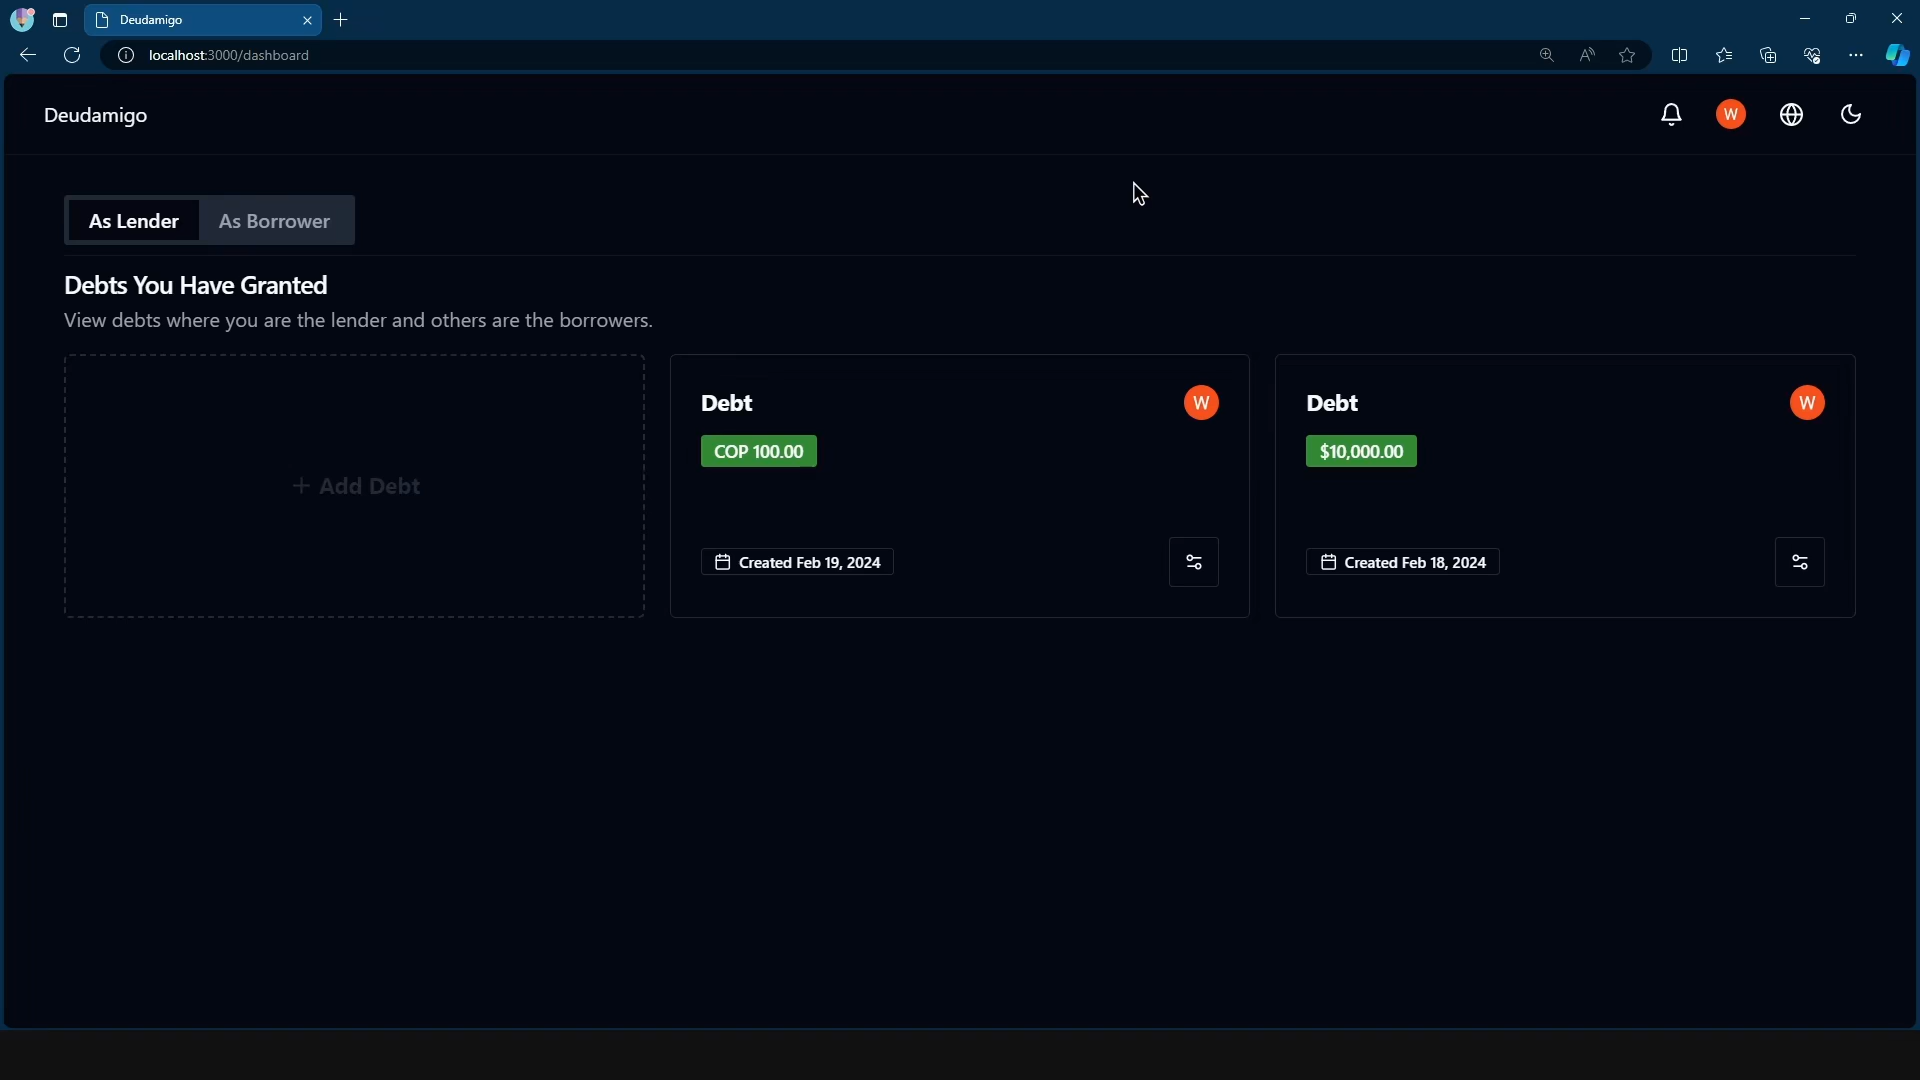 Deudamigo
localhost:3000/dashboard
Deudamigo
W
As Lender
As Borrower
Debts You Have Granted
View debts where you are the lender and others are the borrowers.
+ Add Debt
Debt
W
COP 100.00
Created Feb 19, 2024
Debt
W
$10,000.00
Created Feb 18, 2024